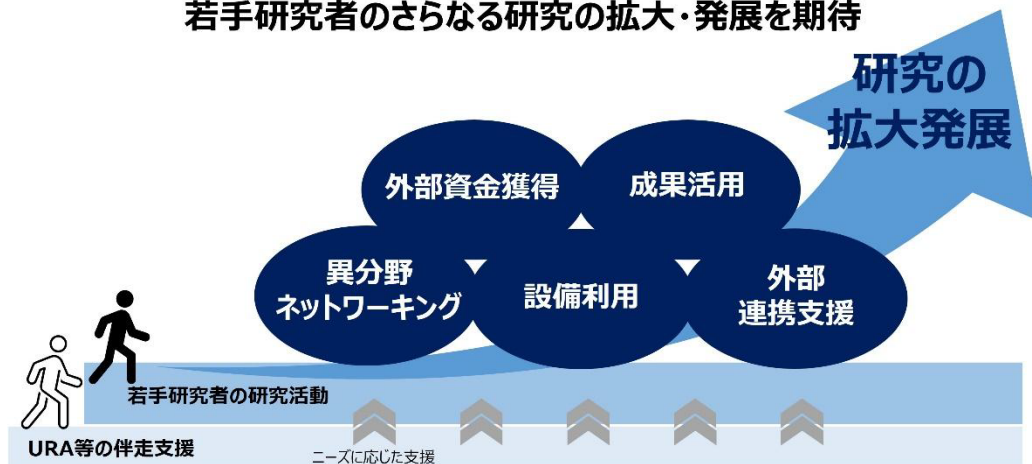 若手研究者のさらなる研究の拡大・発展を期待
研究の
拡大発展
外部資金獲得
成果活用
異分野
ネットワーキング
設備利用
外部
連携支援
若手研究者の研究活動
URA等の伴走支援
ニーズに応じた支援